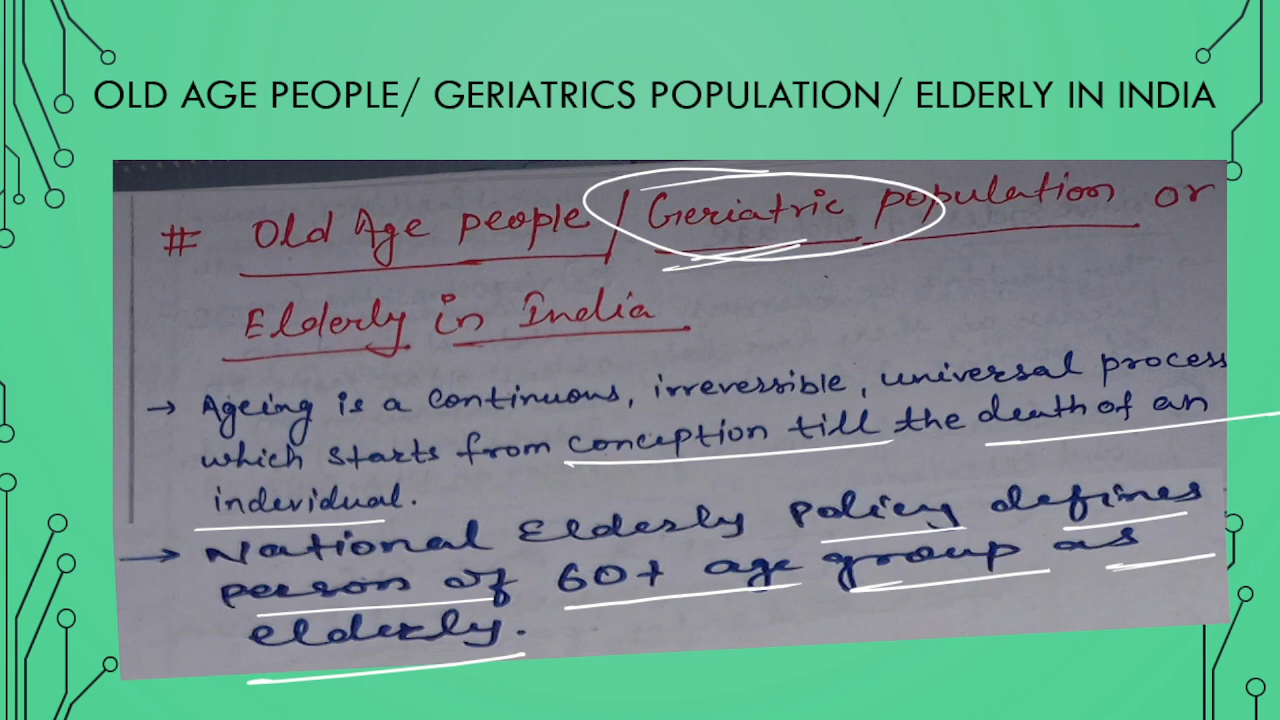 OLD AGE PEOPLE/ GERIATRICS POPULATION/ ELDERLY IN INDIA
# Old Age people / Geriatric population or
Elderly in India
→ Ageing is a continuous, irreversible, universal process
which starts from conception till the death of an
individual.
→ National Elderly policy defines
person of 60+ age group as
elderly.